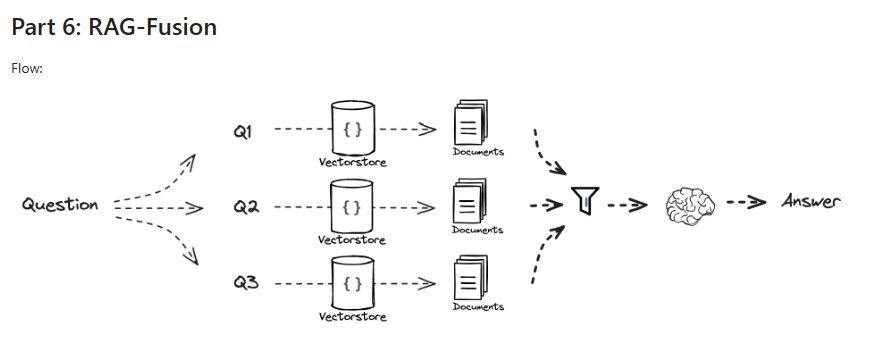 Part 6: RAG-Fusion
Flow:
Q1
{ }
Vectorstore
Documents
Question
Q2
{ }
Vectorstore
Documents
Answer
Q3
{ }
Vectorstore
Documents